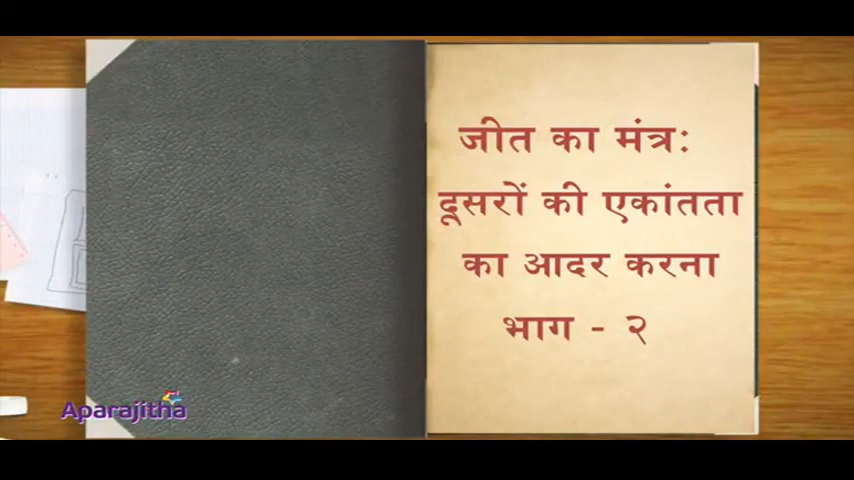 जीत का मंत्र:
दूसरों की एकांतता
का आदर करना
भाग - २
Aparajitha